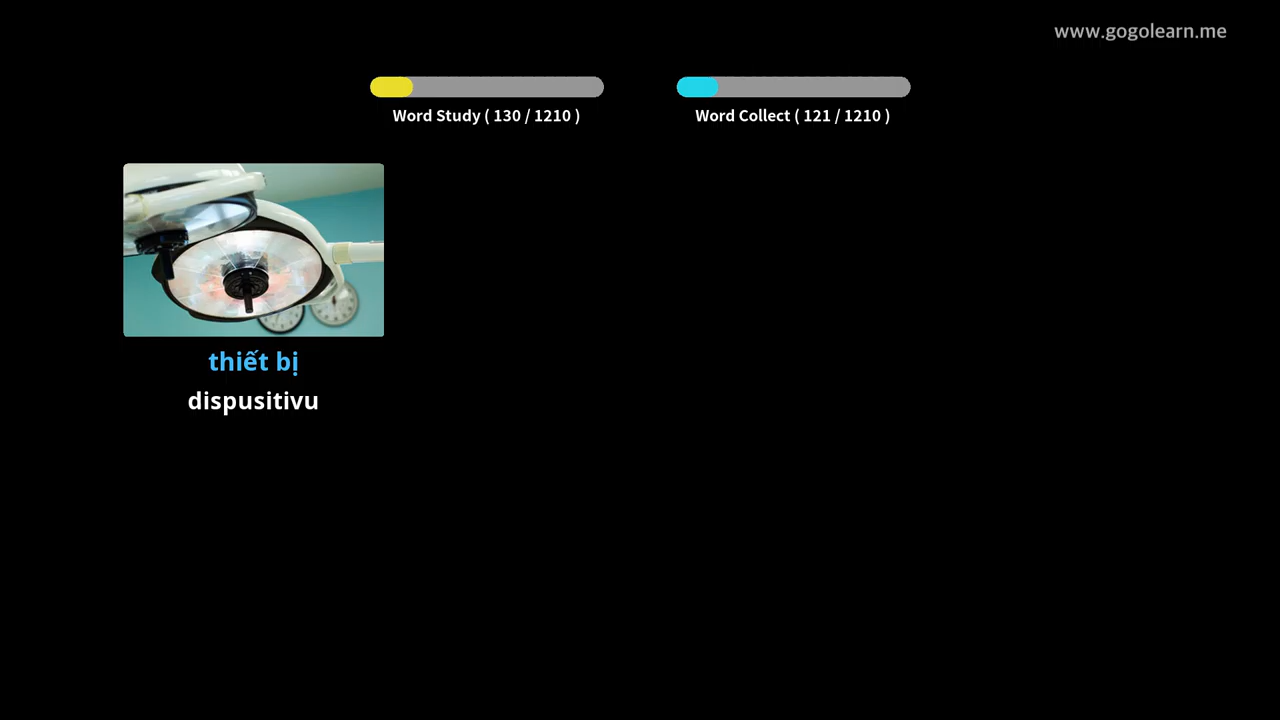 www.gogolearn.me
Word Study ( 130 / 1210 )
Word Collect ( 121 / 1210 )
thiết bị
dispusitivu